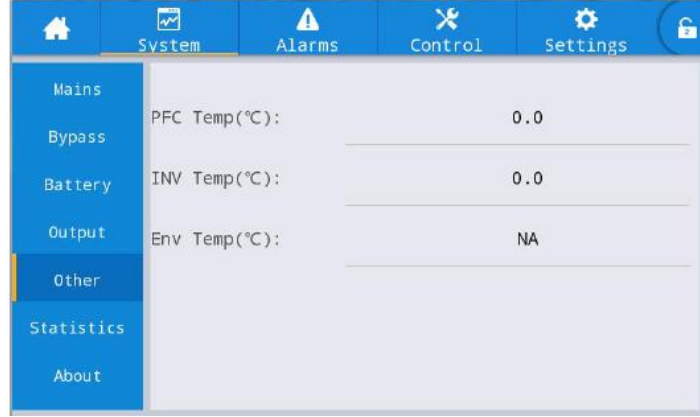 System Alarms Control Settings
Mains
Bypass
Battery
Output
Other
Statistics
About
PFC Temp(℃): 0.0
INV Temp(℃): 0.0
Env Temp(℃): NA